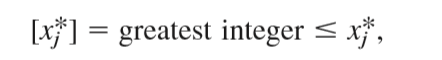 [x_j^*] = greatest integer ≤ x_j^*,